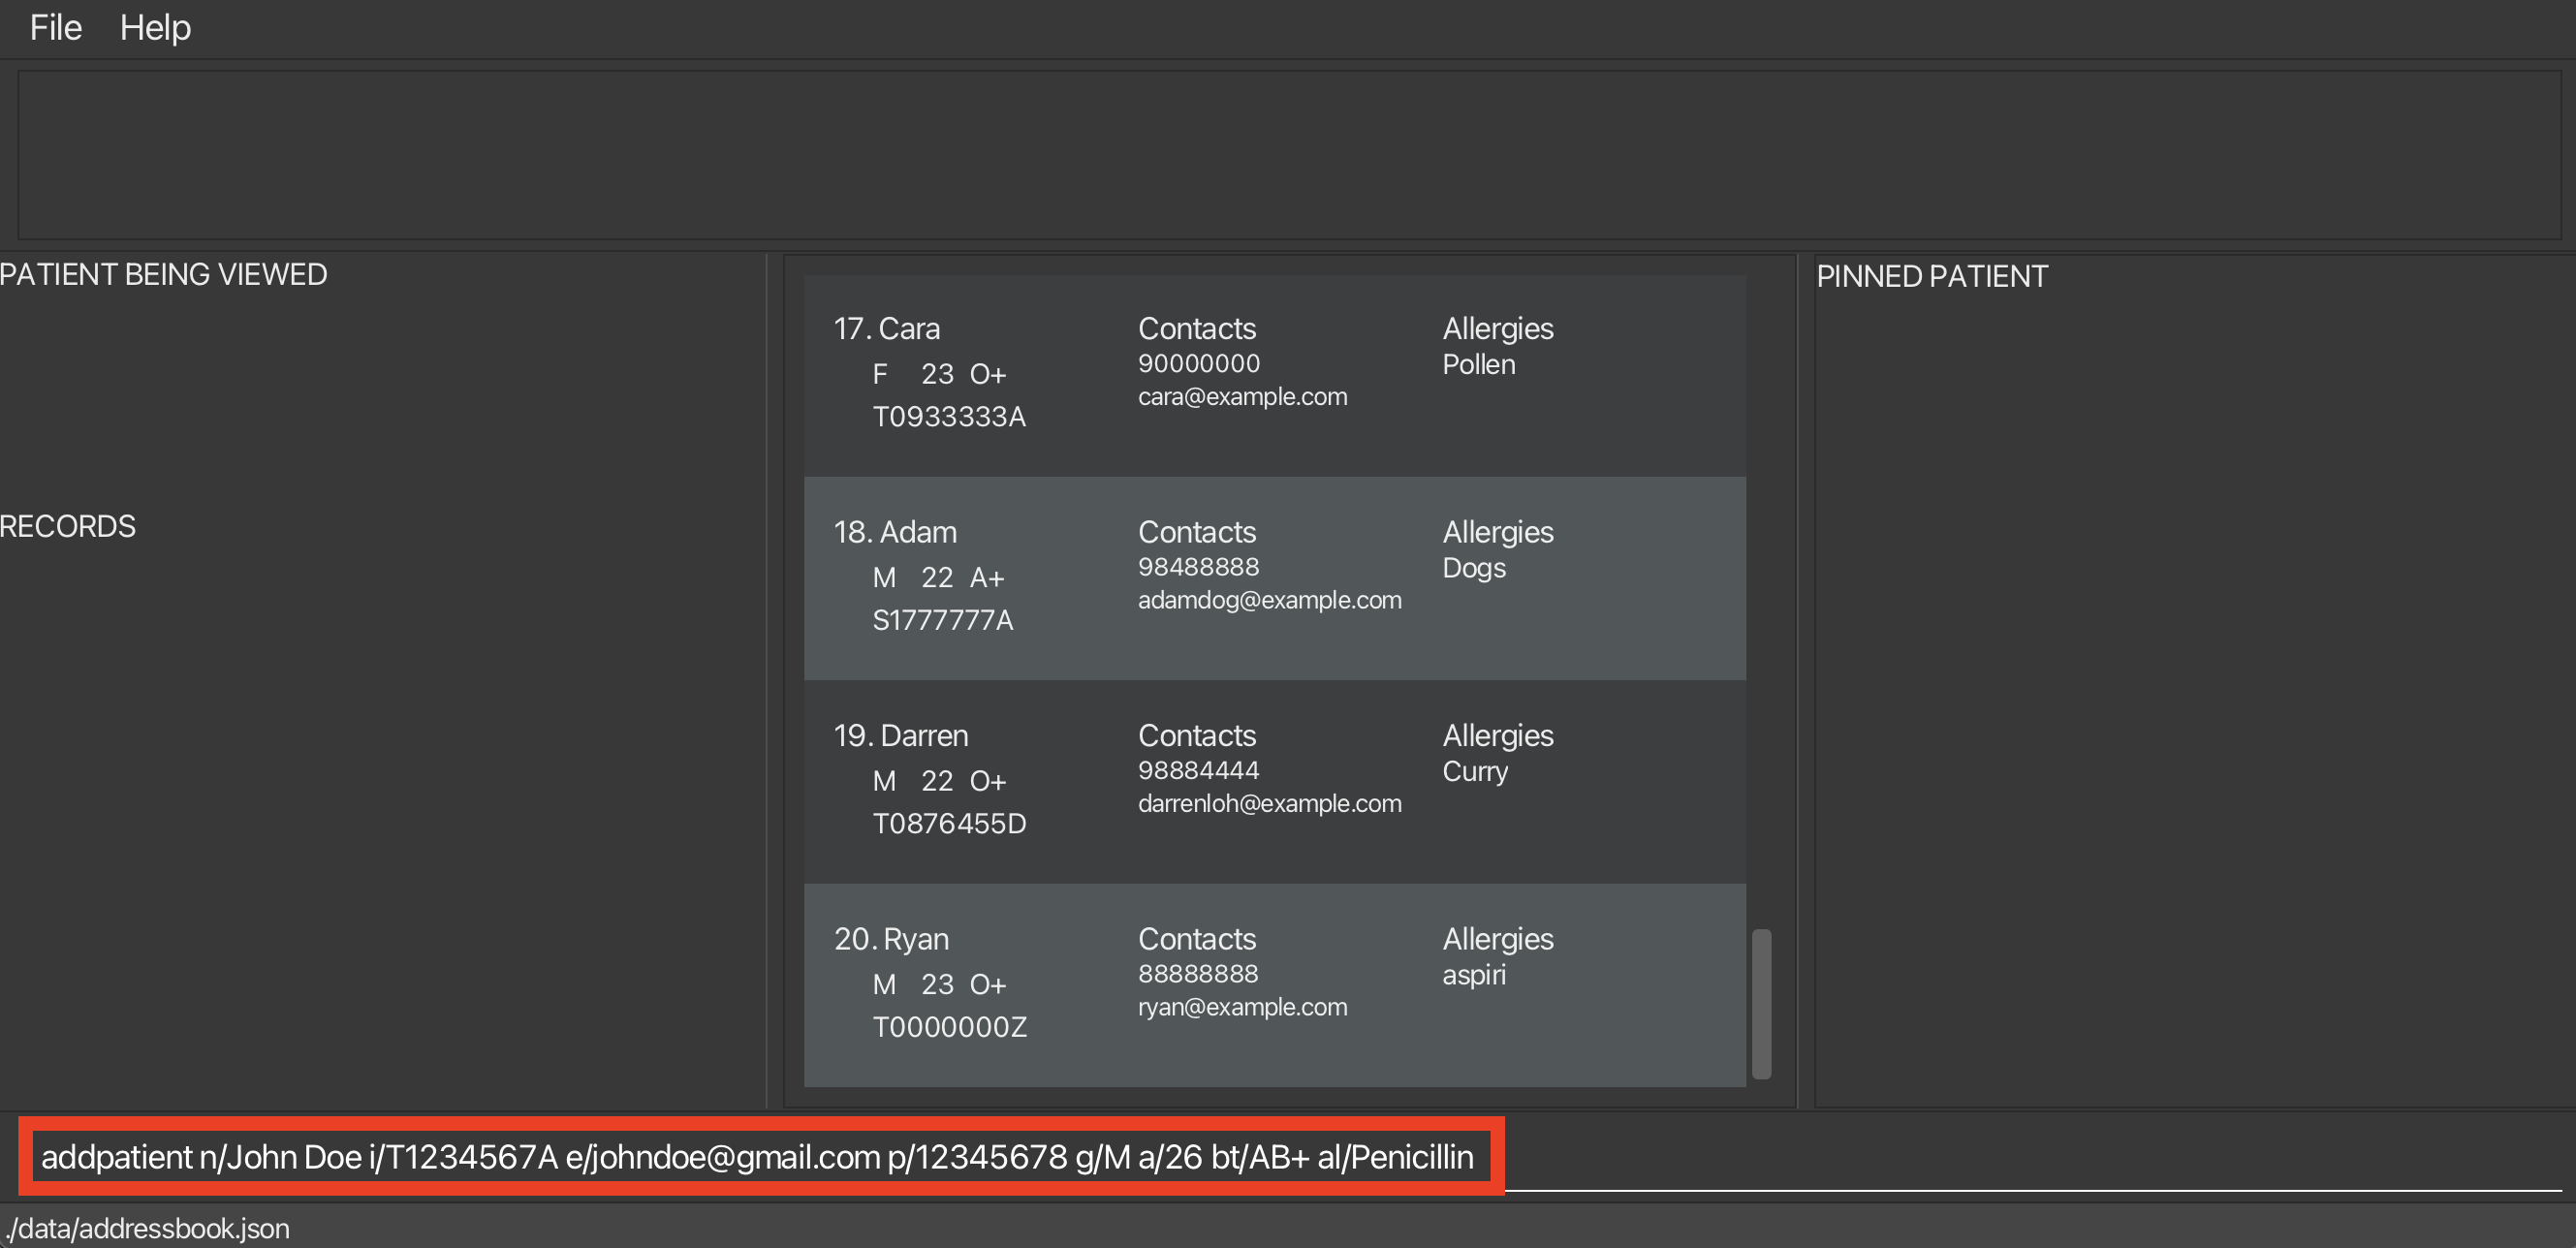 File Help
PATIENT BEING VIEWED
RECORDS
17. Cara
F 23 O+
T0933333A
Contacts
90000000
cara@example.com
Allergies
Pollen
18. Adam
M 22 A+
S1777777A
Contacts
98488888
adamdog@example.com
Allergies
Dogs
19. Darren
M 22 O+
T0876455D
Contacts
98884444
darrenloh@example.com
Allergies
Curry
20. Ryan
M 23 O+
T0000000Z
Contacts
88888888
ryan@example.com
Allergies
aspiri
PINNED PATIENT
addpatient n/John Doe i/T1234567A e/johndoe@gmail.com p/12345678 g/M a/26 bt/AB+ al/Penicillin
./data/addressbook.json